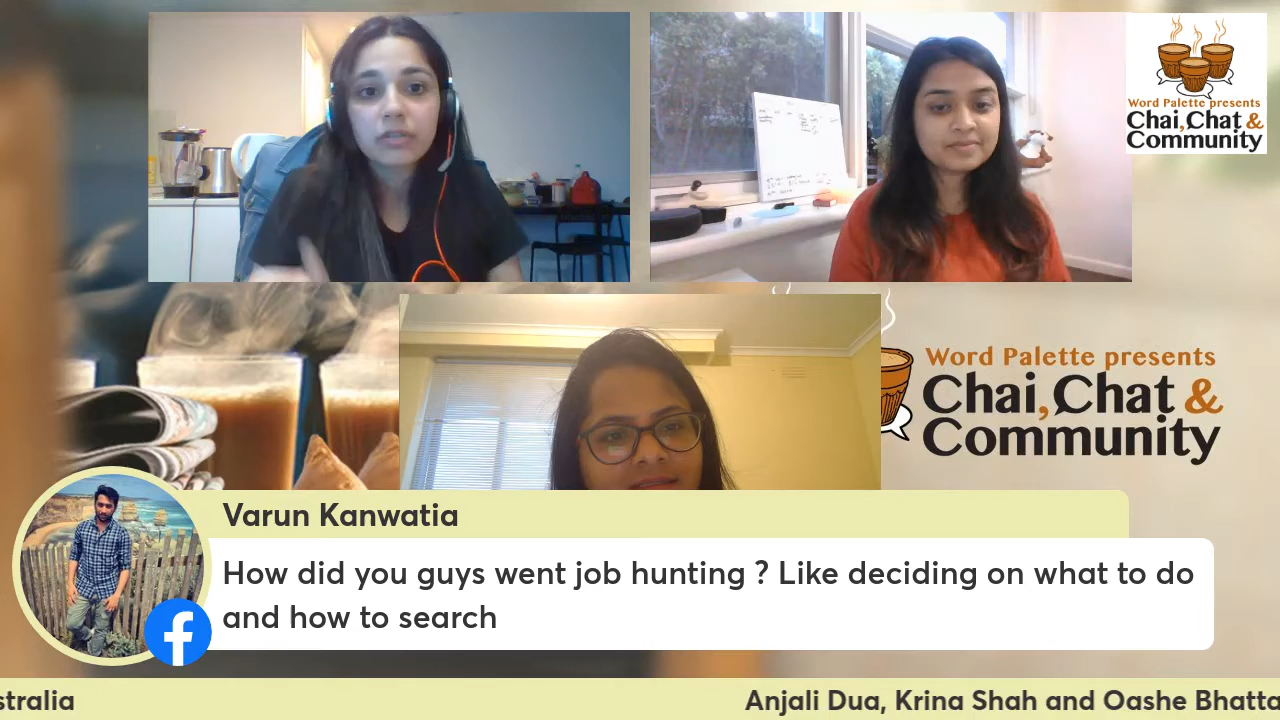 Word Palette presents
Chai, Chat &
Community
Word Palette presents
Chai, Chat &
Community
Varun Kanwatia
How did you guys went job hunting ? Like deciding on what to do
and how to search
stralia
Anjali Dua, Krina Shah and Oashe Bhatta